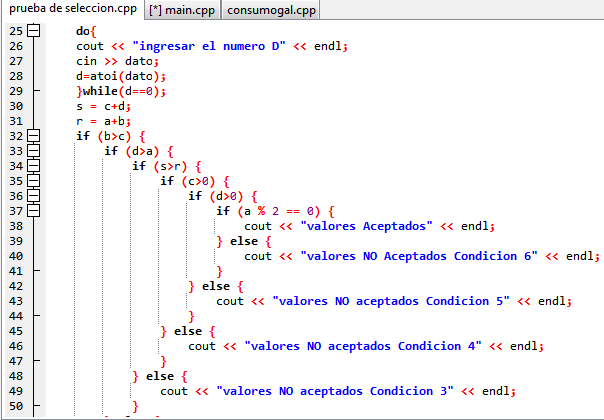 prueba de seleccion.cpp [*] main.cpp consumogal.cpp
25 do{
26 cout << "ingresar el numero D" << endl;
27 cin >> dato;
28 d=atoi(dato);
29 }while(d==0);
30 s = c+d;
31 r = a+b;
32 if (b>c) {
33 if (d>a) {
34 if (s>r) {
35 if (c>0) {
36 if (d>0) {
37 if (a % 2 == 0) {
38 cout << "valores Aceptados" << endl;
39 } else {
40 cout << "valores NO Aceptados Condicion 6" << endl;
41 }
42 } else {
43 cout << "valores NO aceptados Condicion 5" << endl;
44 }
45 } else {
46 cout << "valores NO aceptados Condicion 4" << endl;
47 }
48 } else {
49 cout << "valores NO aceptados Condicion 3" << endl;
50 }